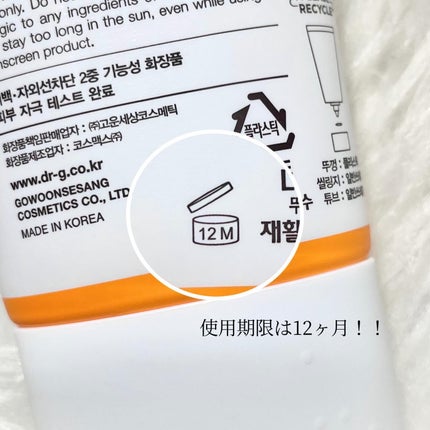 only. Do
gic to any ingredients
stay too long in the sun, even while using
nscreen product.
RECYCLE
백·자외선차단 2중 기능성 화장품
피부 자극 테스트 완료
화장품책임판매업자 : ㈜고운세상코스메틱
화장품제조업자 : 코스맥스㈜
www.dr-g.co.kr
GOWOONSESANG
COSMETICS CO., LTD
MADE IN KOREA
플라스틱
무수
재활
뚜껑 : 플라스
씰링지 :
튜브 :
12 M
使用期限は12ヶ月！！